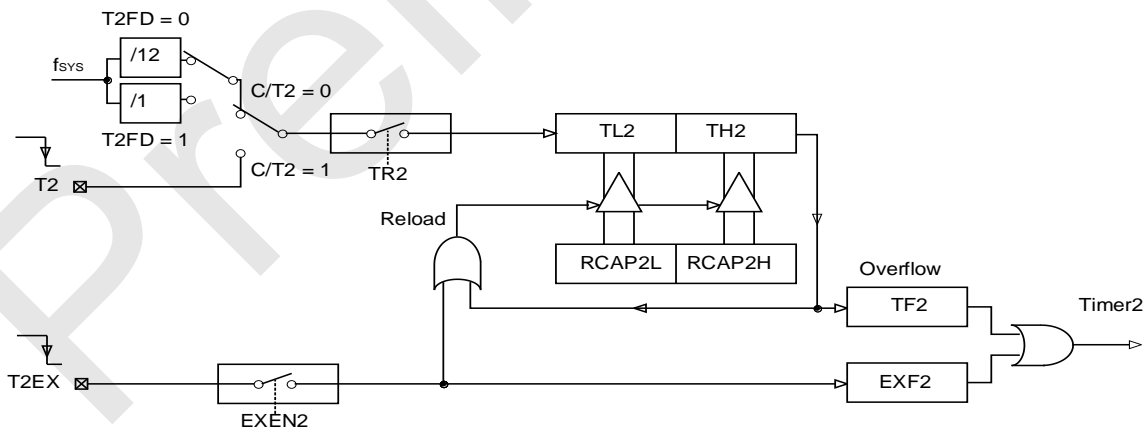 T2FD = 0
/12
fSYS
C/T2 = 0
/1
T2FD = 1
TL2
TH2
T2
C/T2 = 1
TR2
Reload
RCAP2L
RCAP2H
Overflow
TF2
Timer2
T2EX
EXF2
EXEN2
Prem